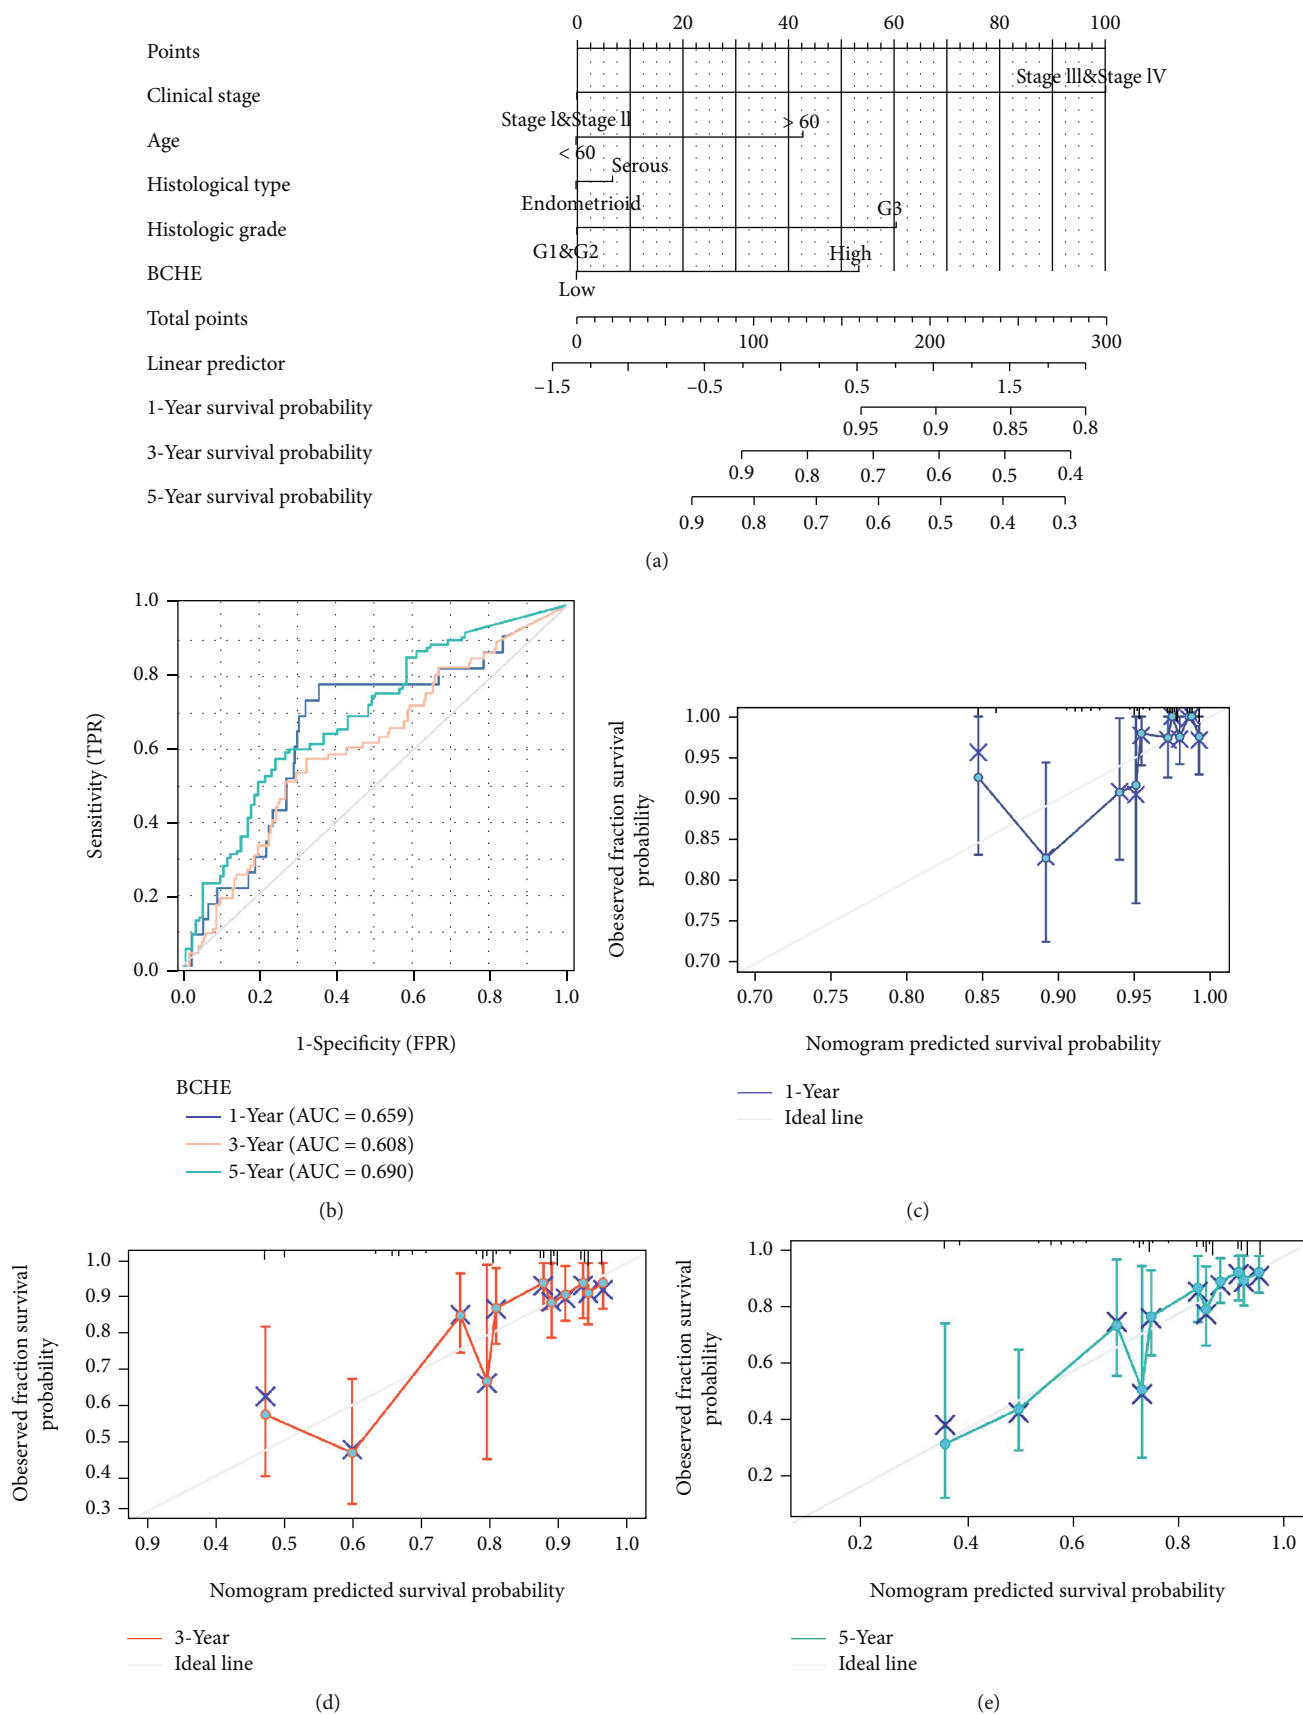 0 20 40 60 80 100
Points
Stage III&Stage IV
Clinical stage
Stage I&Stage II > 60
Age
< 60 Serous
Histological type
Endometrioid G3
Histologic grade
G1&G2 High
BCHE
Low
Total points
0 100 200 300
Linear predictor
–1.5 –0.5 0.5 1.5
1-Year survival probability
0.95 0.9 0.85 0.8
3-Year survival probability
0.9 0.8 0.7 0.6 0.5 0.4
5-Year survival probability
0.9 0.8 0.7 0.6 0.5 0.4 0.3
(a)
1.0
0.8
0.6
0.4
0.2
0.0
Sensitivity (TPR)
0.0 0.2 0.4 0.6 0.8 1.0
1-Specificity (FPR)
BCHE
1-Year (AUC = 0.659)
3-Year (AUC = 0.608)
5-Year (AUC = 0.690)
(b)
1.00
0.95
0.90
0.85
0.80
0.75
0.70
Obeserved fraction survival
probability
0.70 0.75 0.80 0.85 0.90 0.95 1.00
Nomogram predicted survival probability
1-Year
Ideal line
(c)
1.0
0.9
0.8
0.7
0.6
0.5
0.4
0.3
Obeserved fraction survival
probability
0.9 0.4 0.5 0.6 0.7 0.8 0.9 1.0
Nomogram predicted survival probability
3-Year
Ideal line
(d)
1.0
0.8
0.6
0.4
0.2
Obeserved fraction survival
probability
0.2 0.4 0.6 0.8 1.0
Nomogram predicted survival probability
5-Year
Ideal line
(e)